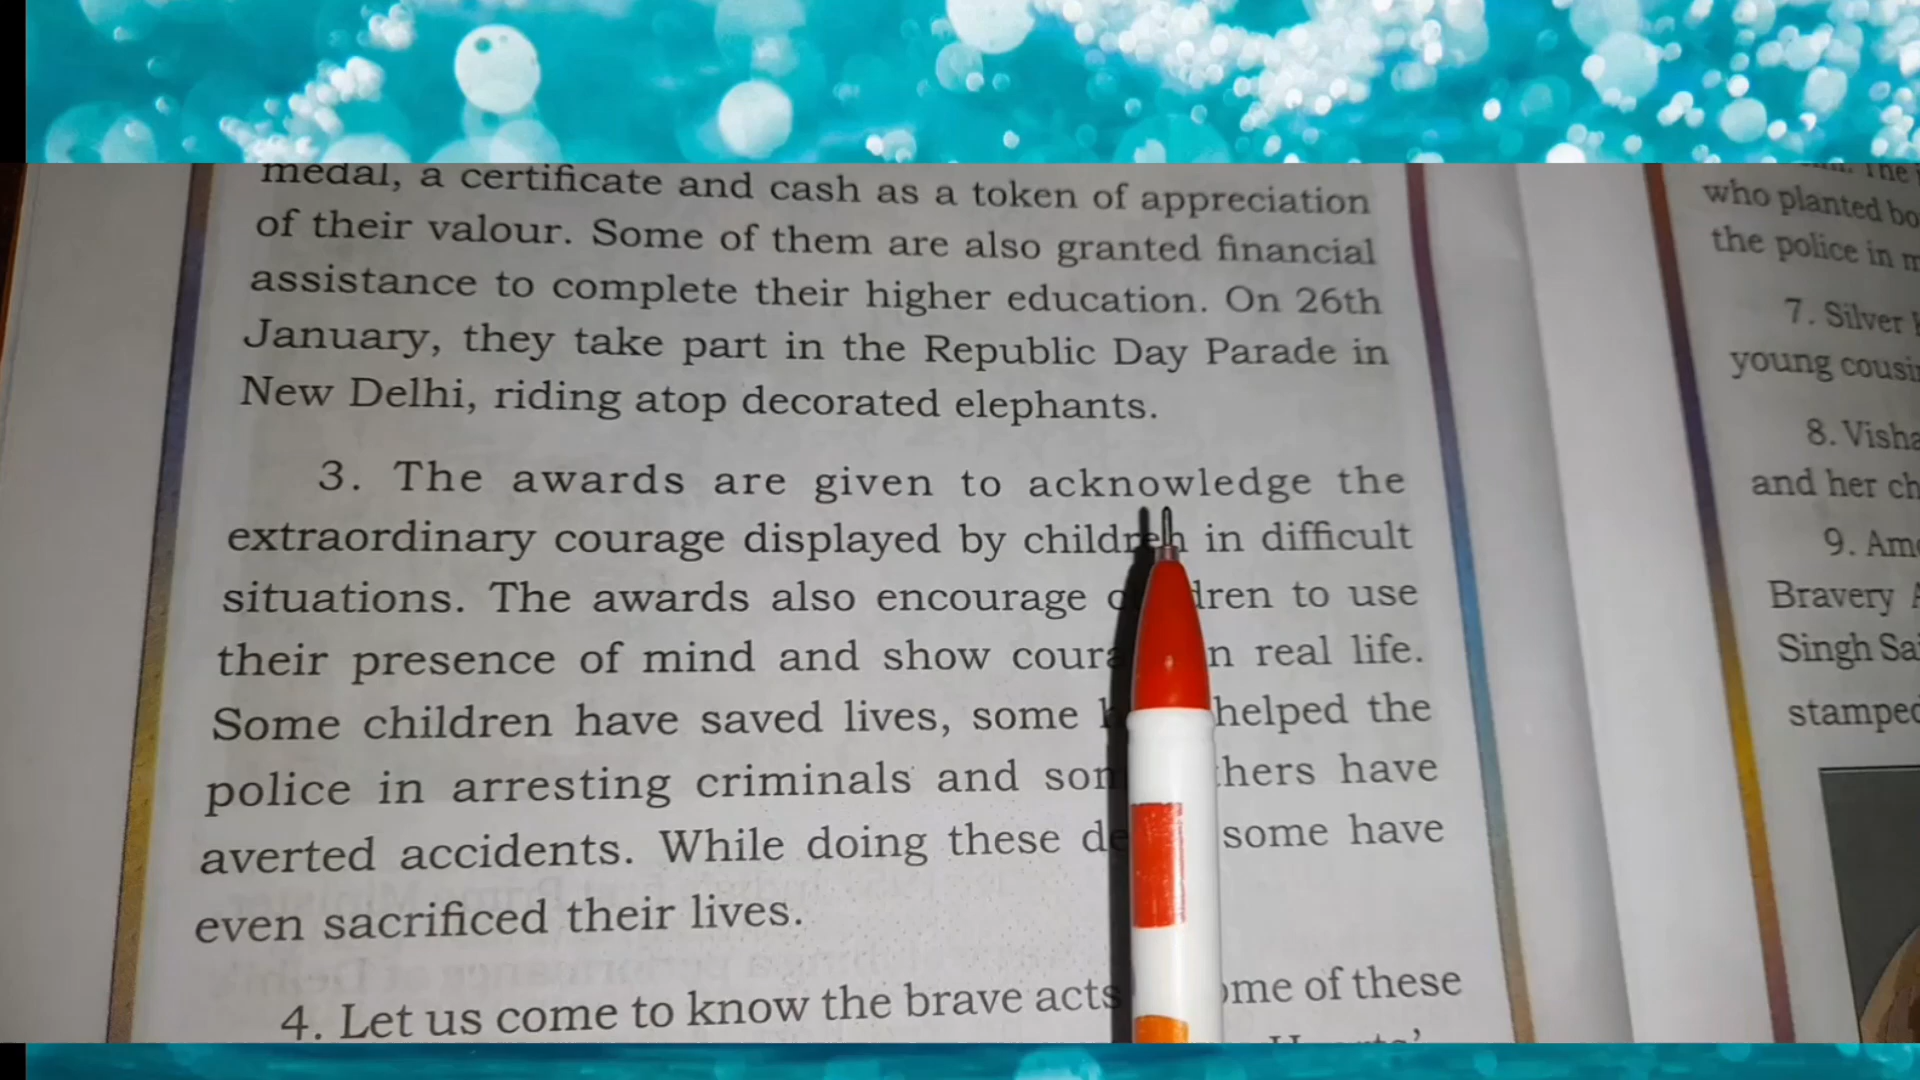 medal, a certificate and cash as a token of appreciation
of their valour. Some of them are also granted financial
assistance to complete their higher education. On 26th
January, they take part in the Republic Day Parade in
New Delhi, riding atop decorated elephants.
3. The awards are given to acknowledge the
extraordinary courage displayed by children in difficult
situations. The awards also encourage to use
their presence of mind and show real life.
Some children have saved lives, some helped the
police in arresting criminals and have
averted accidents. While doing these some have
even sacrificed their lives.
4. Let us come to know the brave acts of these
The
who planted
the police in
7. Silver
young
8.
and her
9.
Bravery
Singh
stamped